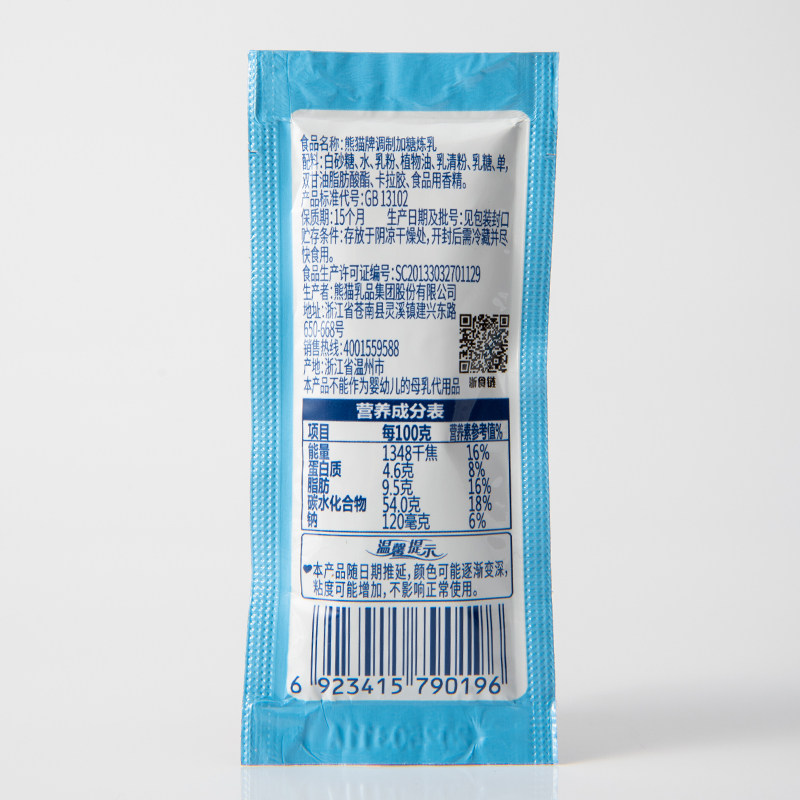 食品名称:熊猫牌调制加糖炼乳
配料:白砂糖、水、乳粉、植物油、乳清粉、乳糖、单,
双甘油脂肪酸酯、卡拉胶、食品用香精。
产品标准代号:GB 13102
保质期:15个月 生产日期及批号:见包装封口
贮存条件:存放于阴凉干燥处,开封后需冷藏并尽
快食用。
食品生产许可证编号:SC20133032701129
生产者:熊猫乳品集团股份有限公司
地址:浙江省苍南县灵溪镇建兴东路
650-668号
销售热线:4001559588
产地:浙江省温州市
浙食链
本产品不能作为婴幼儿的母乳代用品
营养成分表
项目 每100克 营养素参考值%
能量 1348千焦 16%
蛋白质 4.6克 8%
脂肪 9.5克 16%
碳水化合物 54.0克 18%
钠 120毫克 6%
温馨提示
❤本产品随日期推延,颜色可能逐渐变深,
粘度可能增加,不影响正常使用。
6 923415 790196